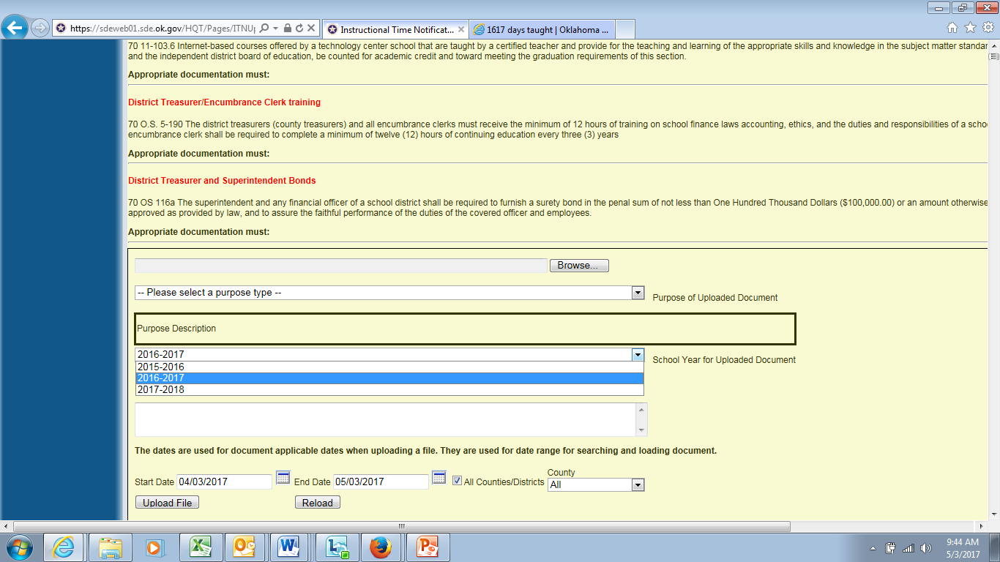 https://sdeweb01.sde.ok.gov/HQT/Pages/ITNU
Instructional Time Notificat...
1617 days taught | Oklahoma ...
70 11-103.6 Internet-based courses offered by a technology center school that are taught by a certified teacher and provide for the teaching and learning of the appropriate skills and knowledge in the subject matter standar
and the independent district board of education, be counted for academic credit and toward meeting the graduation requirements of this section.
Appropriate documentation must:
District Treasurer/Encumbrance Clerk training
70 O.S. 5-190 The district treasurers (county treasurers) and all encumbrance clerks must receive the minimum of 12 hours of training on school finance laws accounting, ethics, and the duties and responsibilities of a scho
encumbrance clerk shall be required to complete a minimum of twelve (12) hours of continuing education every three (3) years
Appropriate documentation must:
District Treasurer and Superintendent Bonds
70 OS 116a The superintendent and any financial officer of a school district shall be required to furnish a surety bond in the penal sum of not less than One Hundred Thousand Dollars ($100,000.00) or an amount otherwise
approved as provided by law, and to assure the faithful performance of the duties of the covered officer and employees.
Appropriate documentation must:
Browse...
-- Please select a purpose type --
Purpose of Uploaded Document
Purpose Description
2016-2017
School Year for Uploaded Document
2015-2016
2016-2017
2017-2018
The dates are used for document applicable dates when uploading a file. They are used for date range for searching and loading document.
County
Start Date 04/03/2017 End Date 05/03/2017 All Counties/Districts All
Upload File Reload
9:44 AM
5/3/2017